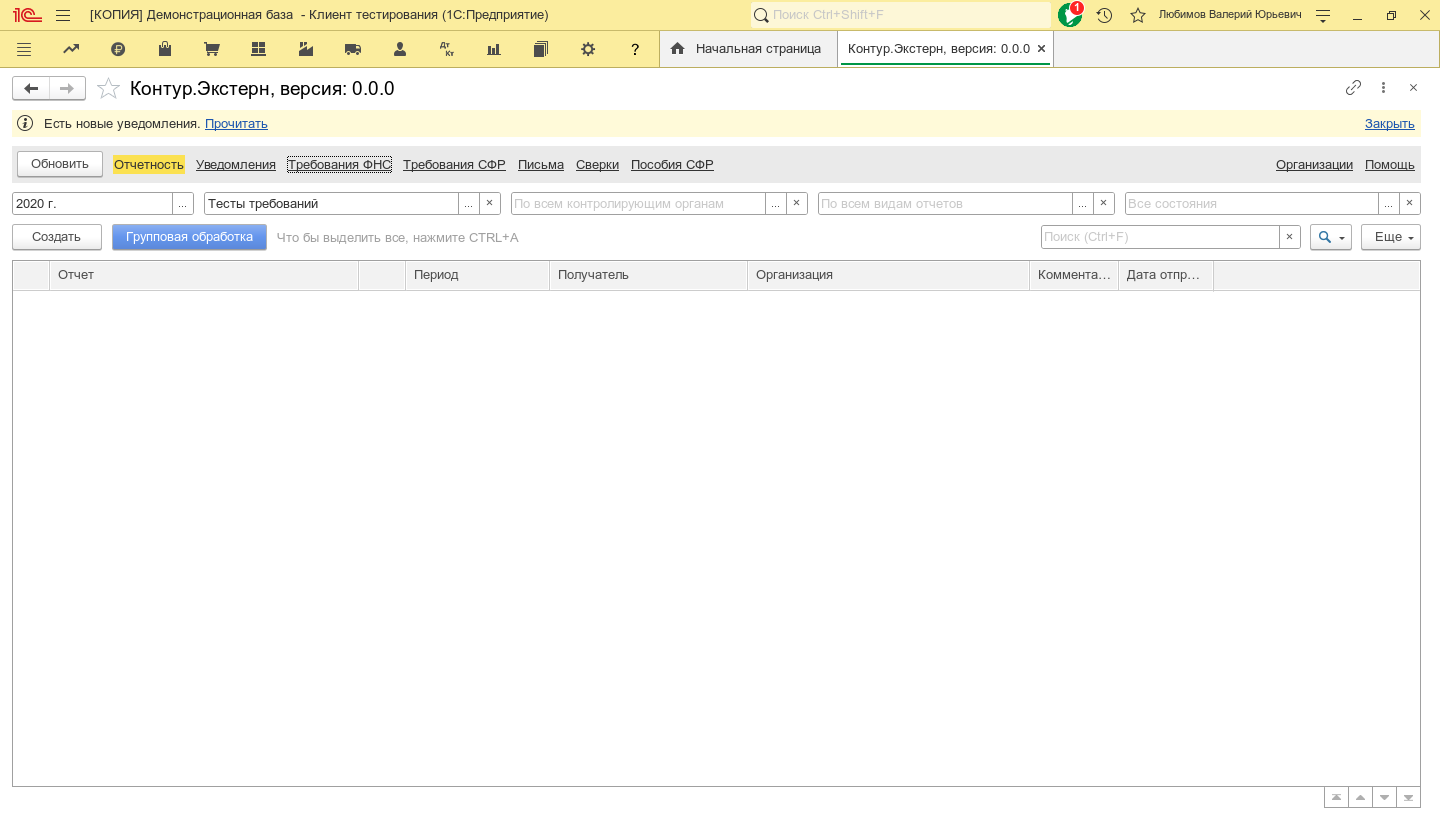 [КОПИЯ] Демонстрационная база - Клиент тестирования (1С:Предприятие) Поиск Ctrl+Shift+F 1 Любимов Валерий Юрьевич
Дт Кт ? Начальная страница Контур.Экстерн, версия: 0.0.0
Контур.Экстерн, версия: 0.0.0
Есть новые уведомления. Прочитать Закрыть
Обновить Отчетность Уведомления Требования ФНС Требования СФР Письма Сверки Пособия СФР Организации Помощь
2020 г. ... Тесты требований ... По всем контролирующим органам ... По всем видам отчетов ... Все состояния ...
Создать Групповая обработка Что бы выделить все, нажмите CTRL+A Поиск (Ctrl+F) Еще
Отчет Период Получатель Организация Коммента... Дата отпр...